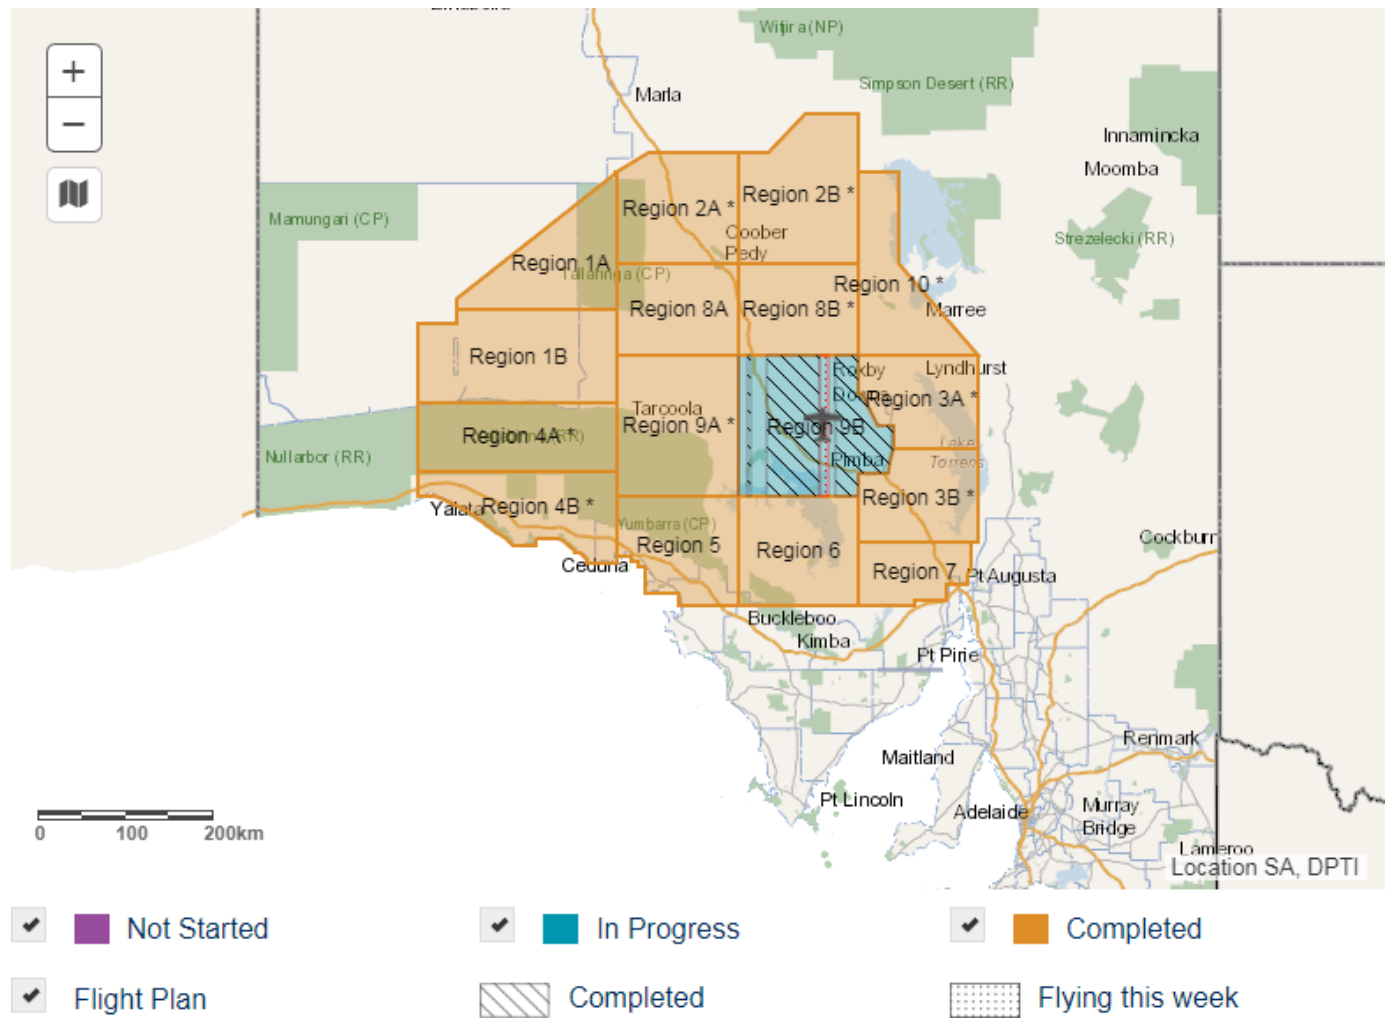 Witjira (NP)
Simpson Desert (RR)
+
Marla
−
Innamincka
Moomba
Region 2B *
Region 2A *
Mamungari (CP)
Coober
Pedy
Strezelecki (RR)
Region 1A
Tallaringa (CP)
Region 10 *
Region 8A
Region 8B *
Marree
Region 1B
Roxby
Lyndhurst
Region 3A *
Tarcoola
Region 9A *
Region 9B
Region 4A *
Lake
Torrens
Nullarbor (RR)
Pimba
Region 3B *
Yalata
Region 4B *
Yumbarra (CP)
Region 5
Region 6
Cockburn
Ceduna
Region 7
Pt Augusta
Buckleboo
Kimba
Pt Pirie
Renmark
Maitland
Pt Lincoln
Adelaide
Murray
Bridge
0 100 200km
Lameroo
Location SA, DPTI
Not Started
In Progress
Completed
Flight Plan
Completed
Flying this week